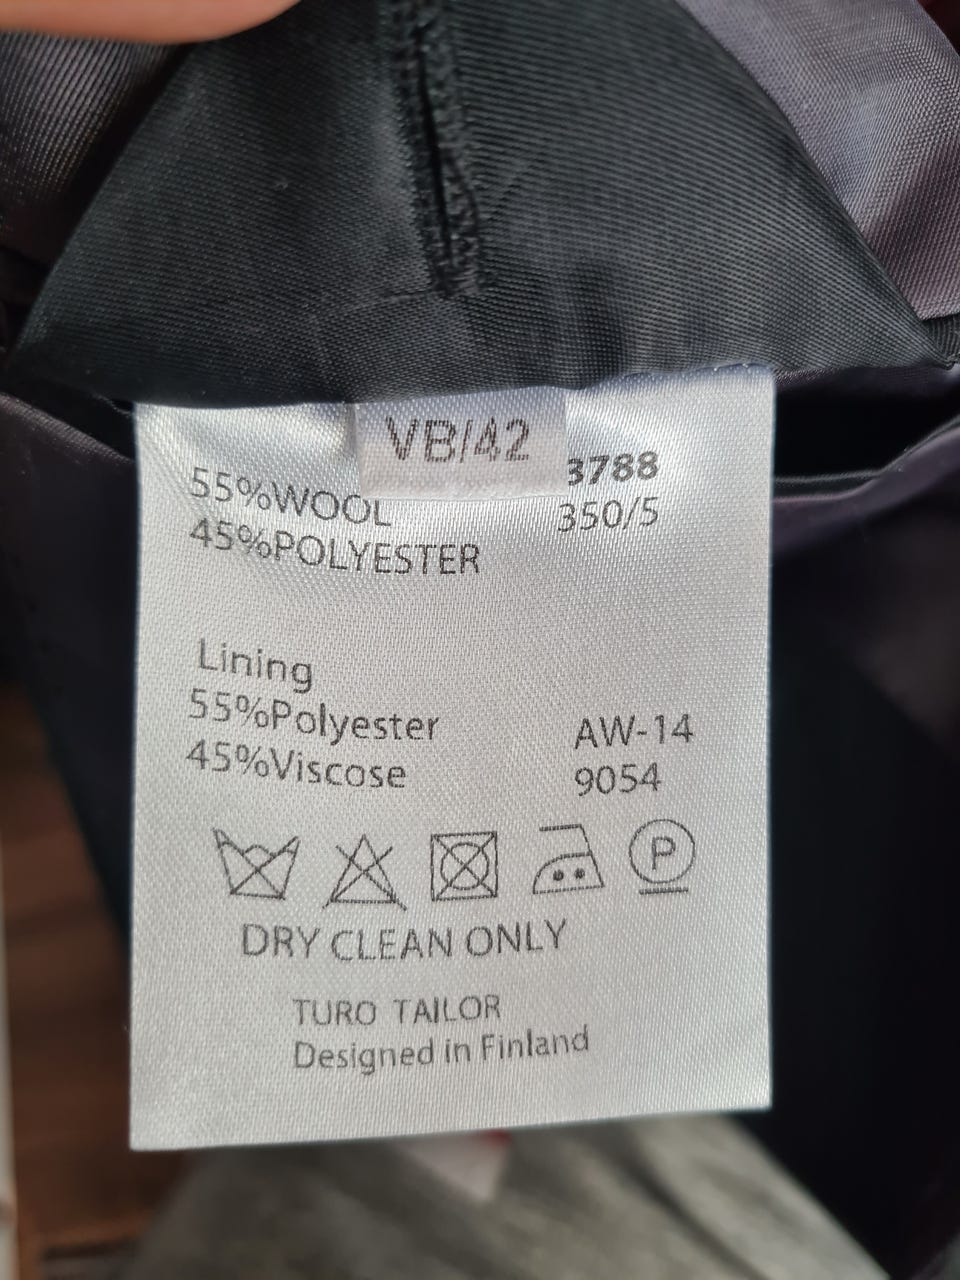 VB/42
55%WOOL
45%POLYESTER
3788
350/5
Lining
55%Polyester
45%Viscose
AW-14
9054
P
DRY CLEAN ONLY
TURO TAILOR
Designed in Finland